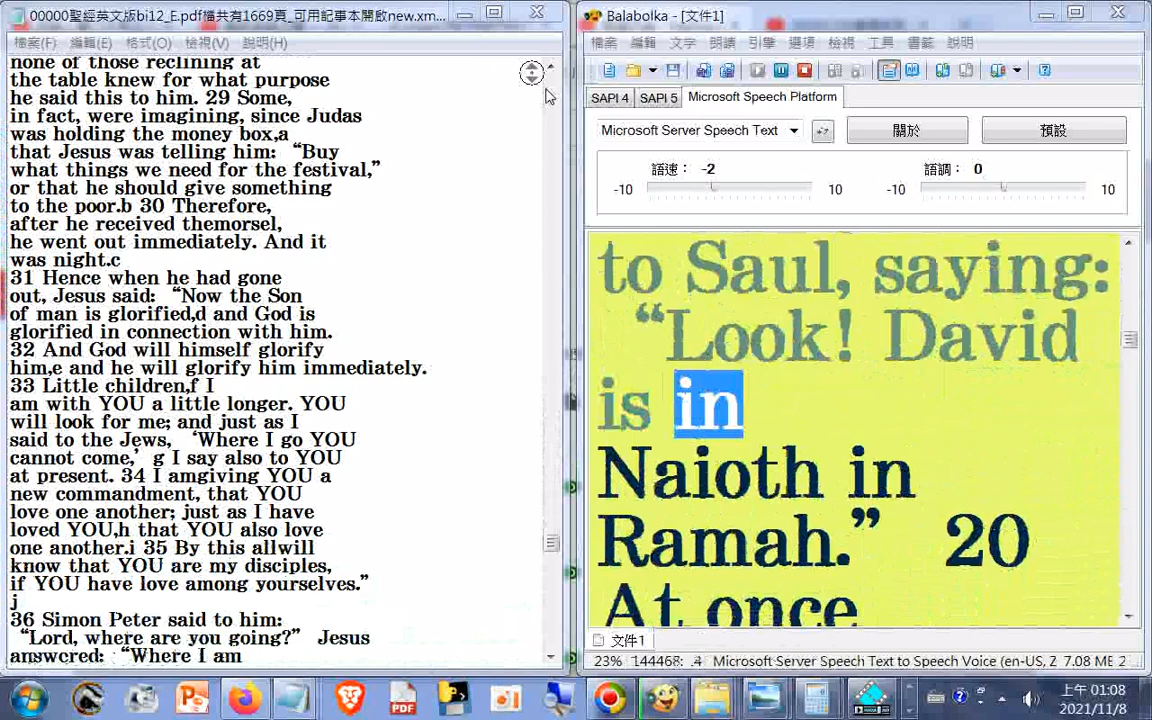 00000聖經英文版bi12_E.pdf檔共有1669頁_可用記事本開啟new.xm...
檔案(F) 編輯(E) 格式(O) 檢視(V) 說明(H)
none of those reclining at
the table knew for what purpose
he said this to him. 29 Some,
in fact, were imagining, since Judas
was holding the money box,a
that Jesus was telling him: “Buy
what things we need for the festival,”
or that he should give something
to the poor.b 30 Therefore,
after he received themorsel,
he went out immediately. And it
was night.c
31 Hence when he had gone
out, Jesus said: “Now the Son
of man is glorified,d and God is
glorified in connection with him.
32 And God will himself glorify
him,e and he will glorify him immediately.
33 Little children,f I
am with YOU a little longer. YOU
will look for me; and just as I
said to the Jews, ‘Where I go YOU
cannot come,’ g I say also to YOU
at present. 34 I amgiving YOU a
new commandment, that YOU
love one another; just as I have
loved YOU,h that YOU also love
one another.i 35 By this allwill
know that YOU are my disciples,
if YOU have love among yourselves.”
j
36 Simon Peter said to him:
“Lord, where are you going?” Jesus
answered: “Where I am
Balabolka - [文件1]
檔案 編輯 文字 朗讀 引擎 選項 檢視 工具 書籤 說明
SAPI 4 SAPI 5 Microsoft Speech Platform
Microsoft Server Speech Text 關於 預設
語速: -2 語調: 0
-10 10 -10 10
to Saul, saying:
“Look! David
is in
Naioth in
Ramah.” 20
At once
文件1
23% 144468: .4 Microsoft Server Speech Text to Speech Voice (en-US, Z 7.08 ME 2
上午 01:08
2021/11/8